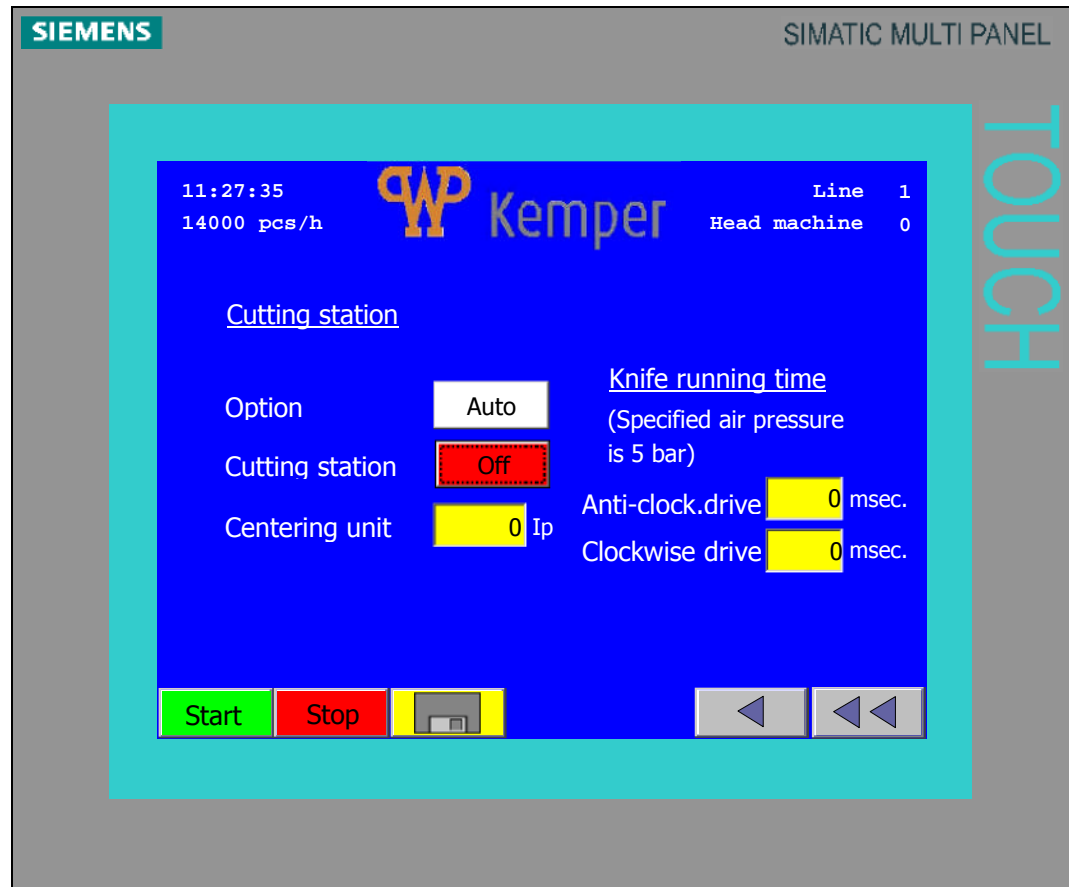 SIEMENS
SIMATIC MULTI PANEL
TOUCH
11:27:35
14000 pcs/h
WP Kemper
Line 1
Head machine 0
Cutting station
Option Auto
Cutting station Off
Centering unit 0 Ip
Knife running time
(Specified air pressure
is 5 bar)
Anti-clock.drive 0 msec.
Clockwise drive 0 msec.
Start
Stop